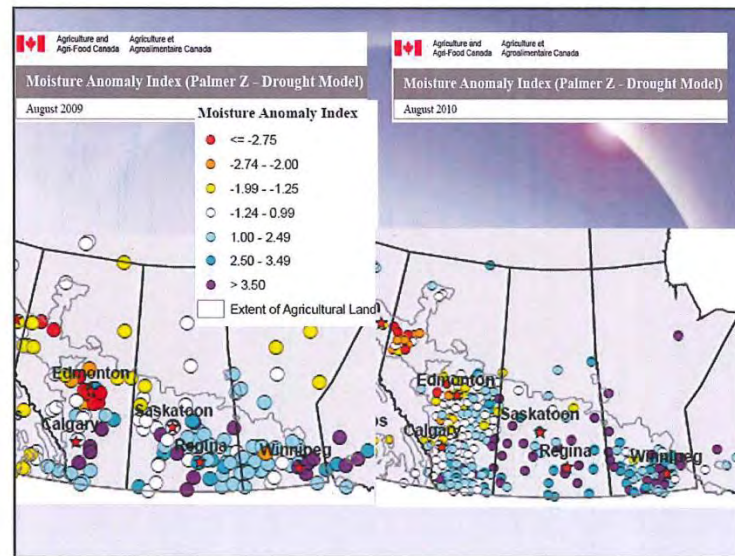 Agriculture and Agriculture et
Agri-Food Canada Agroalimentaire Canada
Moisture Anomaly Index (Palmer Z - Drought Model)
August 2009
Agriculture and Agriculture et
Agri-Food Canada Agroalimentaire Canada
Moisture Anomaly Index (Palmer Z - Drought Model)
August 2010
Moisture Anomaly Index
<= -2.75
-2.74 - -2.00
-1.99 - -1.25
-1.24 - 0.99
1.00 - 2.49
2.50 - 3.49
> 3.50
Extent of Agricultural Land
Edmonton
Saskatoon
Calgary
Regina
Winnipeg
Edmonton
Saskatoon
os
Calgary
Regina
Winnipeg